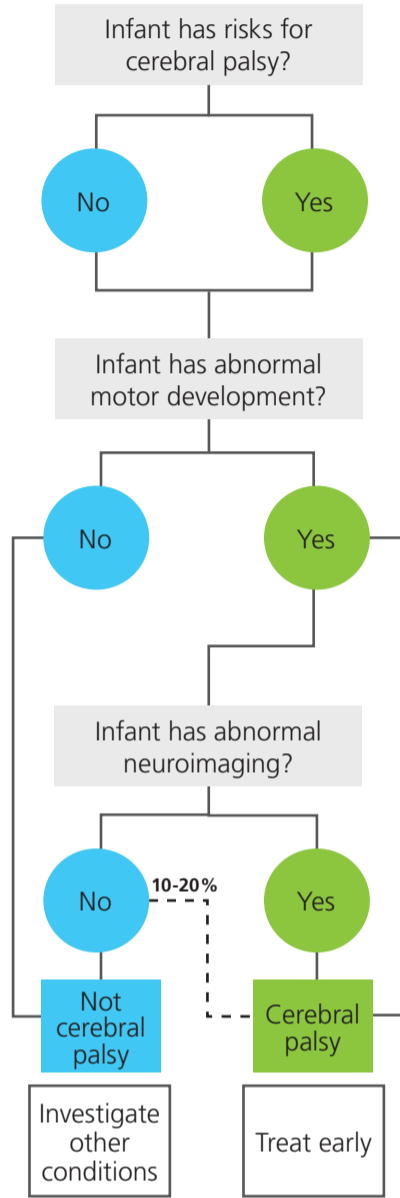 Infant has risks for
cerebral palsy?
No
Yes
Infant has abnormal
motor development?
No
Yes
Infant has abnormal
neuroimaging?
No
10-20%
Yes
Not
cerebral
palsy
Cerebral
palsy
Investigate
other
conditions
Treat early